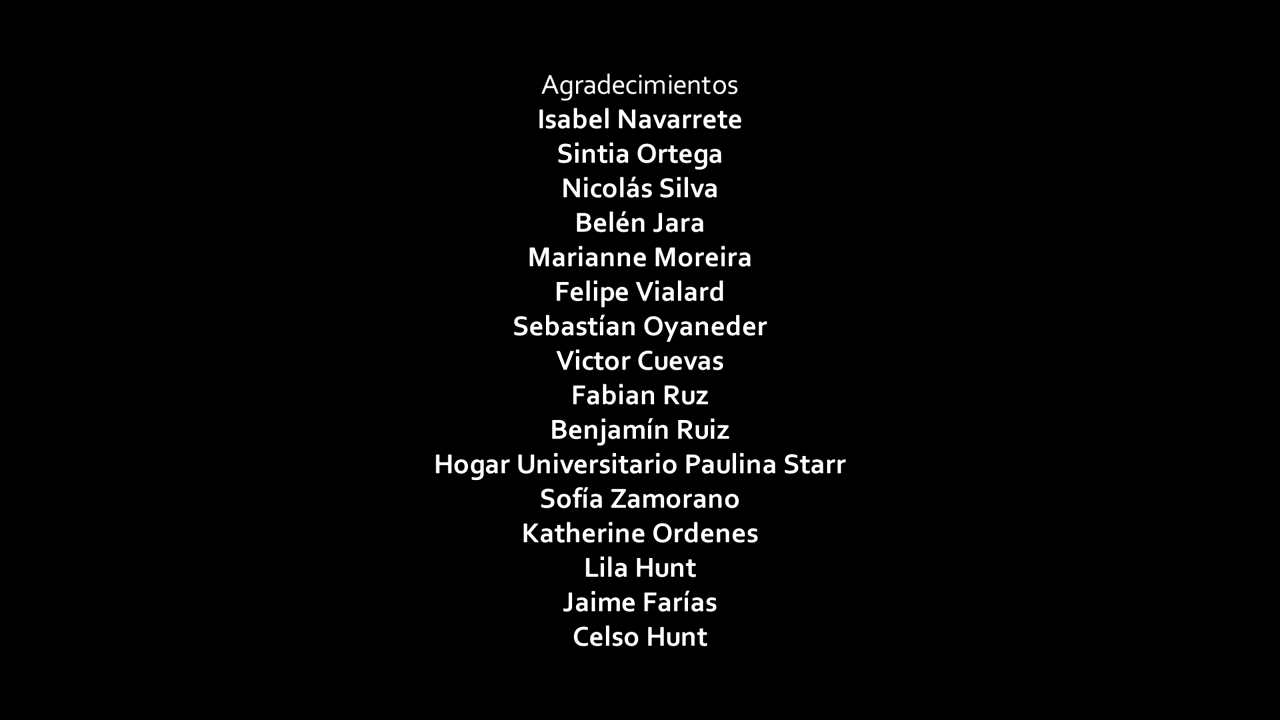 Agradecimientos
Isabel Navarrete
Sintia Ortega
Nicolás Silva
Belén Jara
Marianne Moreira
Felipe Vialard
Sebastían Oyaneder
Victor Cuevas
Fabian Ruz
Benjamín Ruiz
Hogar Universitario Paulina Starr
Sofía Zamorano
Katherine Ordenes
Lila Hunt
Jaime Farías
Celso Hunt